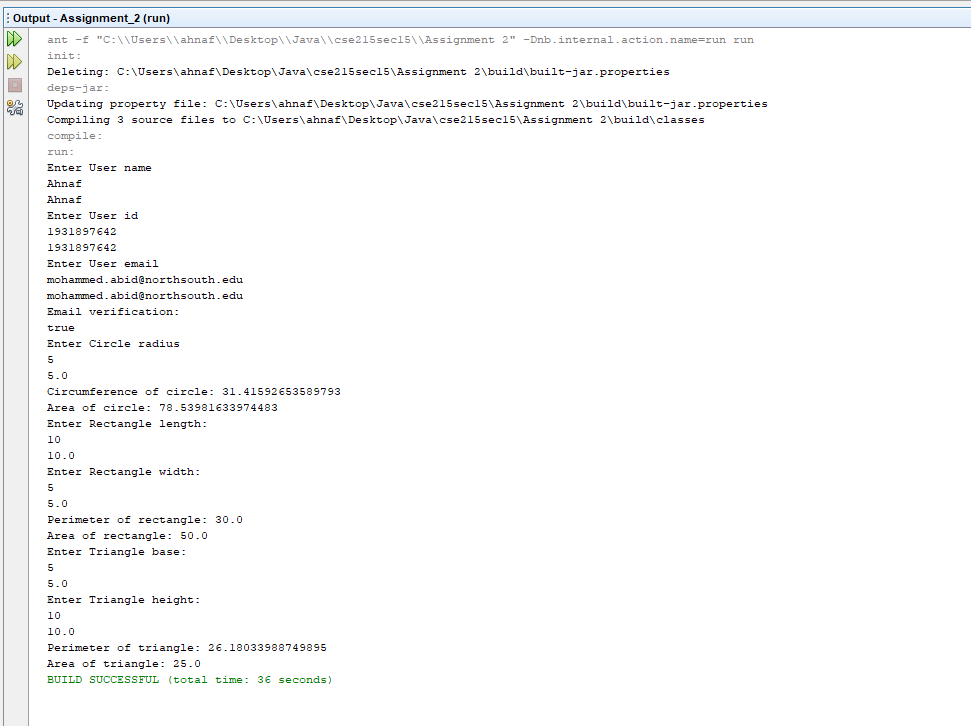 Output - Assignment_2 (run)
ant -f "C:\\Users\\ahnaf\\Desktop\\Java\\cse215sec15\\Assignment 2" -Dnb.internal.action.name=run run
init:
Deleting: C:\Users\ahnaf\Desktop\Java\cse215sec15\Assignment 2\build\built-jar.properties
deps-jar:
Updating property file: C:\Users\ahnaf\Desktop\Java\cse215sec15\Assignment 2\build\built-jar.properties
Compiling 3 source files to C:\Users\ahnaf\Desktop\Java\cse215sec15\Assignment 2\build\classes
compile:
run:
Enter User name
Ahnaf
Ahnaf
Enter User id
1931897642
1931897642
Enter User email
mohammed.abid@northsouth.edu
mohammed.abid@northsouth.edu
Email verification:
true
Enter Circle radius
5
5.0
Circumference of circle: 31.41592653589793
Area of circle: 78.53981633974483
Enter Rectangle length:
10
10.0
Enter Rectangle width:
5
5.0
Perimeter of rectangle: 30.0
Area of rectangle: 50.0
Enter Triangle base:
5
5.0
Enter Triangle height:
10
10.0
Perimeter of triangle: 26.18033988749895
Area of triangle: 25.0
BUILD SUCCESSFUL (total time: 36 seconds)